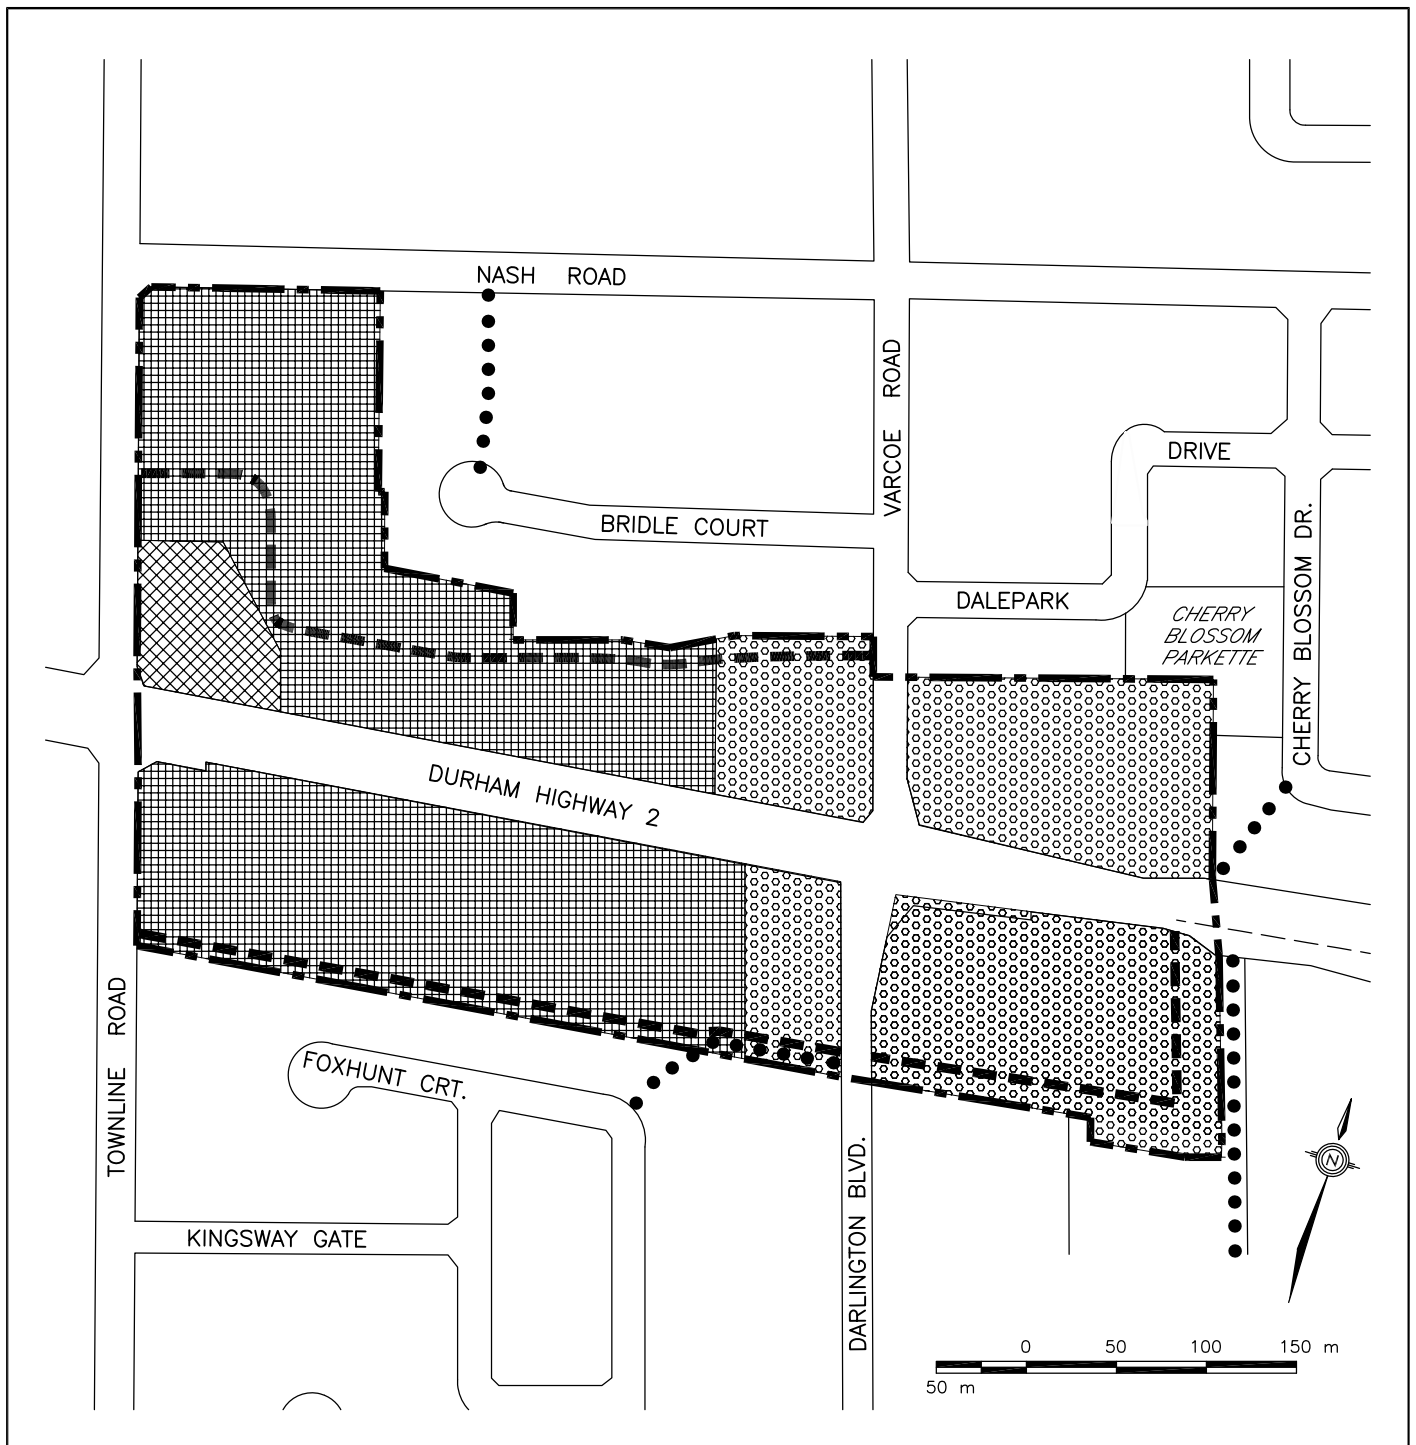 NASH ROAD
VARCOE ROAD
DRIVE
BRIDLE COURT
CHERRY BLOSSOM DR.
DALEPARK
CHERRY
BLOSSOM
PARKETTE
DURHAM HIGHWAY 2
TOWNLINE ROAD
FOXHUNT CRT.
DARLINGTON BLVD.
N
KINGSWAY GATE
0 50 100 150 m
50 m